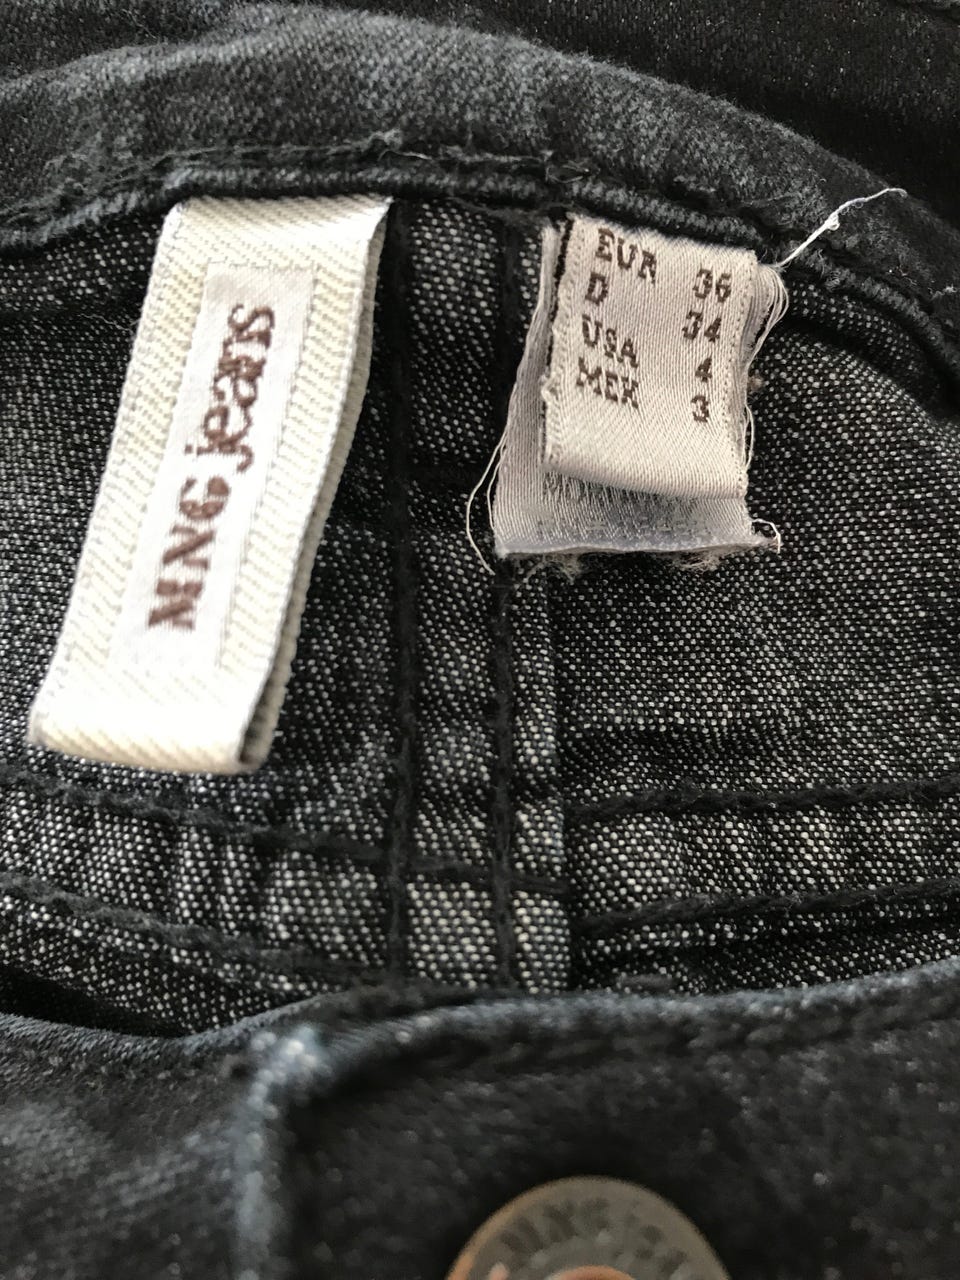 MNG jeans
EUR 36
D 34
USA 4
MEX 3